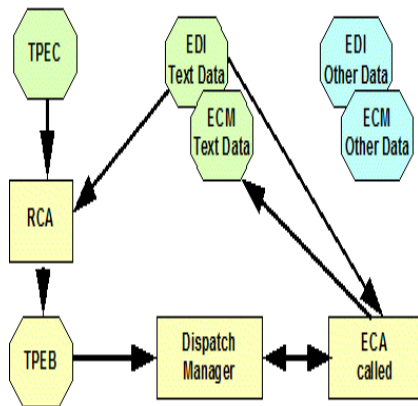 TPEC
EDI
Text Data
ECM
Text Data
EDI
Other Data
ECM
Other Data
RCA
TPEB
Dispatch
Manager
ECA
called